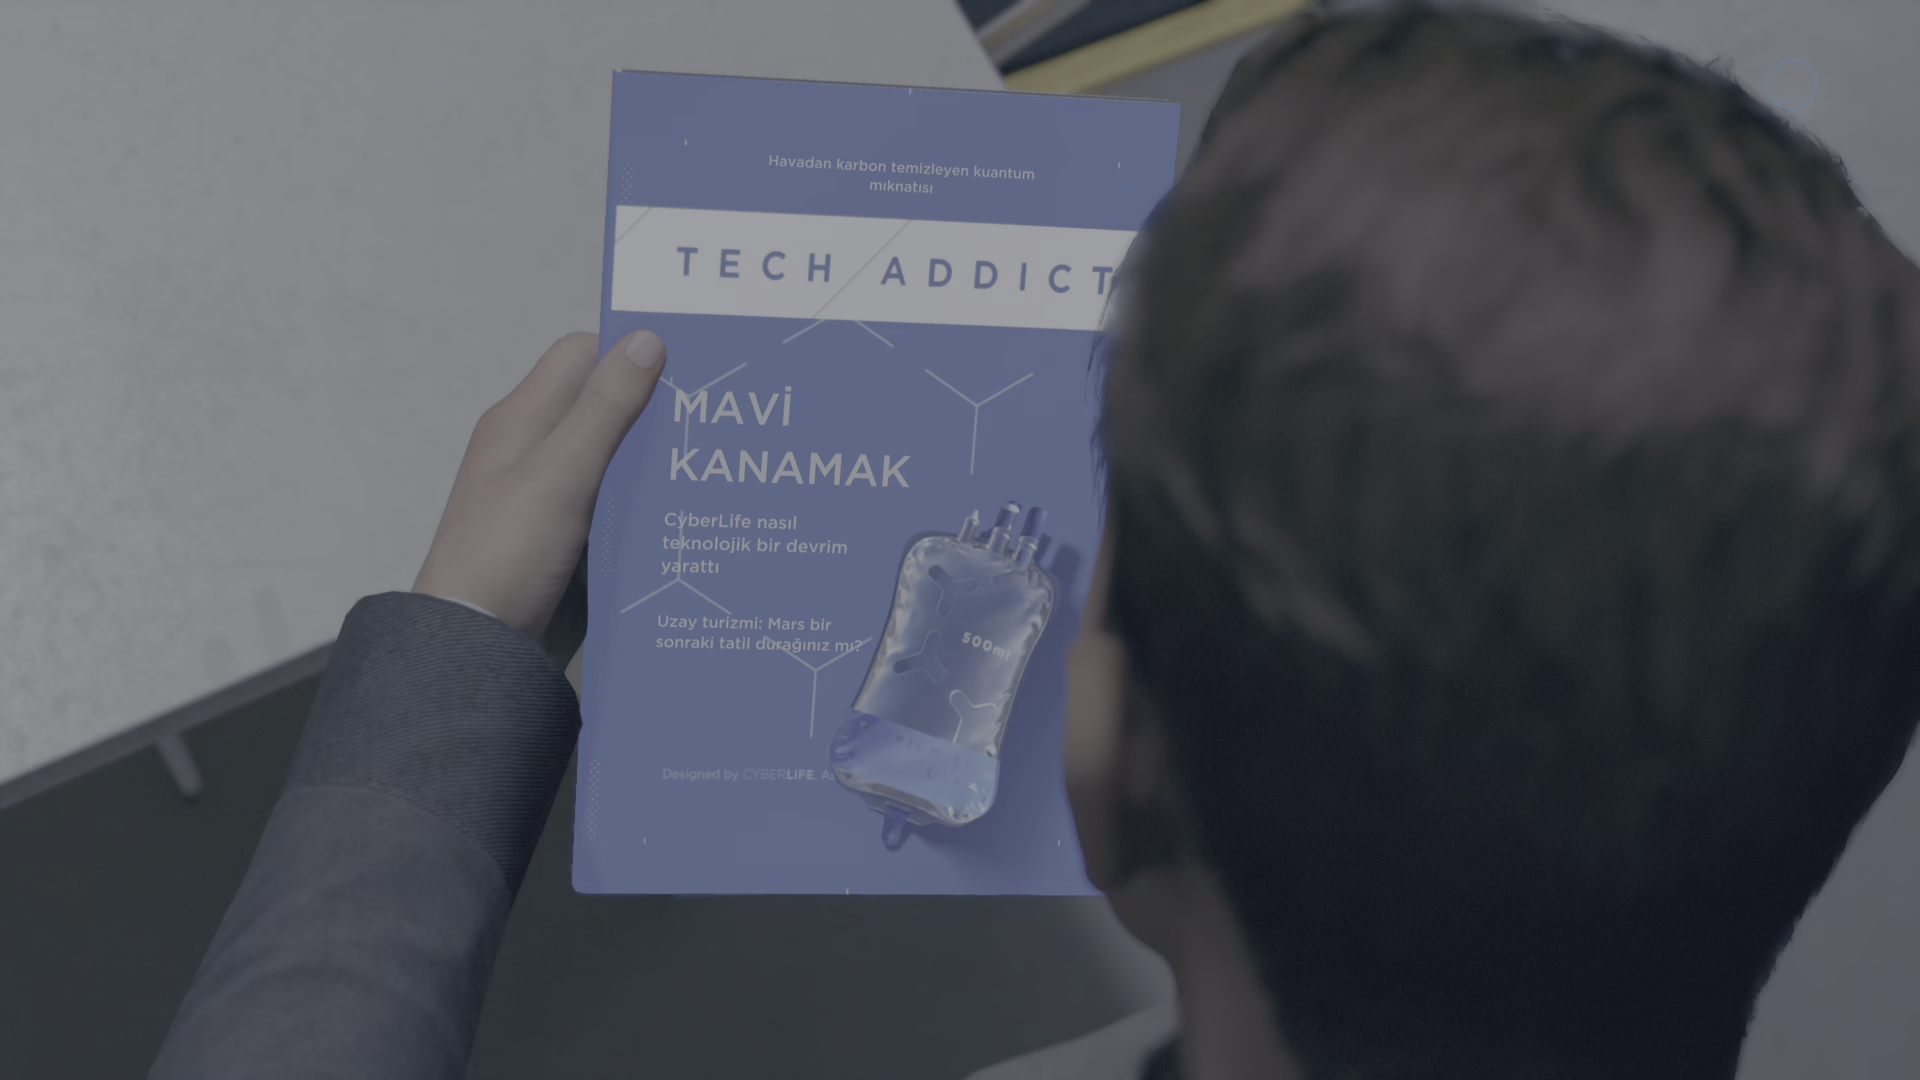 Havadan karbon temizleyen kuantum
mıknatısı
TECH ADDICT
MAVİ
KANAMAK
CyberLife nasıl
teknolojik bir devrim
yarattı
Uzay turizmi: Mars bir
sonraki tatil durağınız mı?
500ml
Designed by CYBERLIFE,